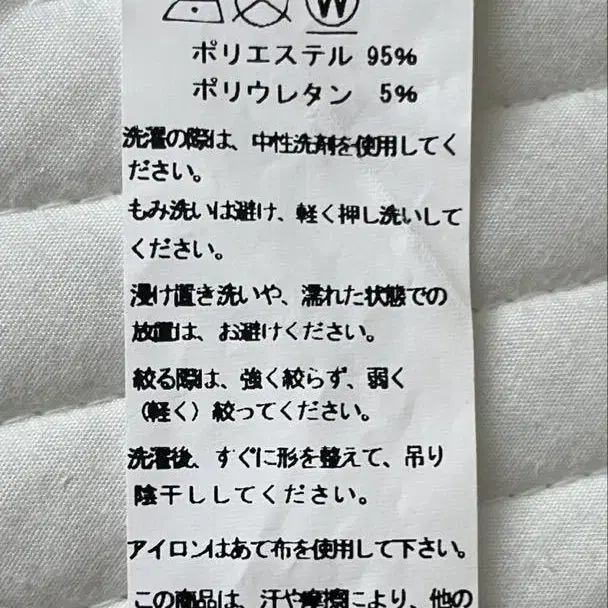 W
ポリエステル 95%
ポリウレタン 5%
洗濯の際は、中性洗剤を使用してく
ださい。
もみ洗いは避け、軽く押し洗いして
ください。
浸け置き洗いや、濡れた状態での
放置は、お避けください。
絞る際は、強く絞らず、弱く
（軽く）絞ってください。
洗濯後、すぐに形を整えて、吊り
陰干ししてください。
アイロンはあて布を使用して下さい。
この商品は、汗や摩擦により、他の